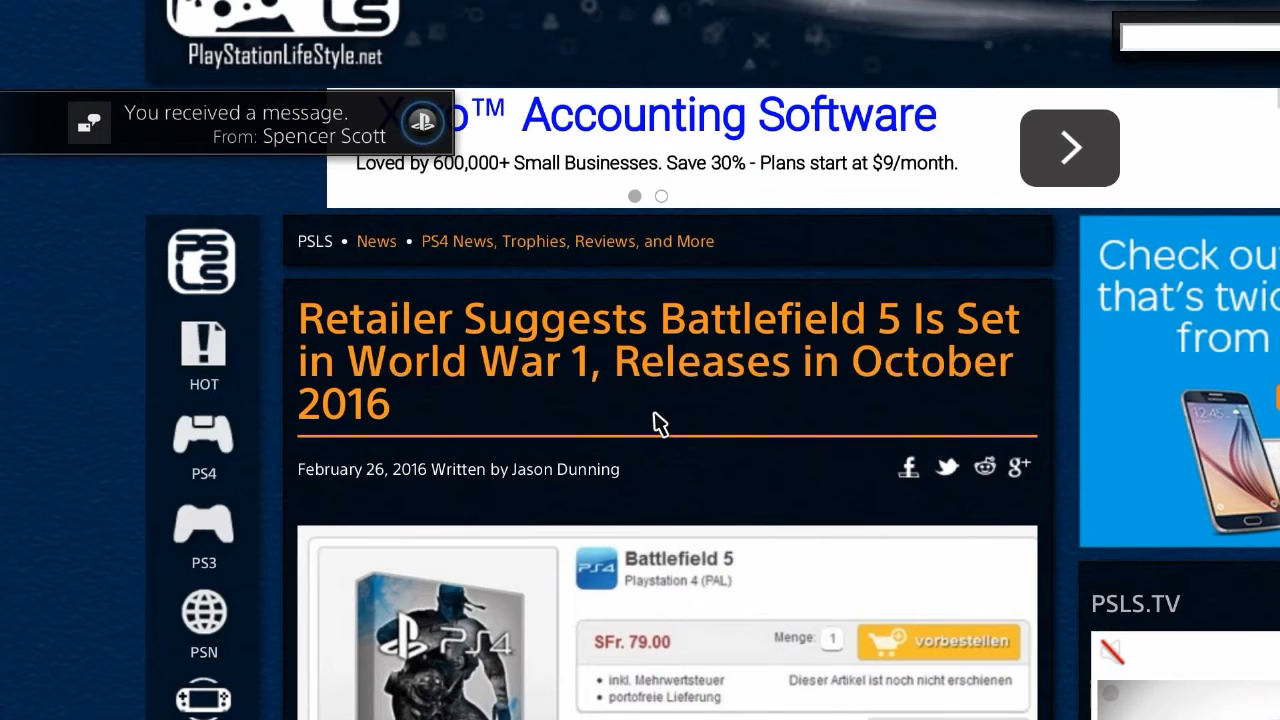 PlayStationLifeStyle.net
You received a message.
From: Spencer Scott
™ Accounting Software
Loved by 600,000+ Small Businesses. Save 30% - Plans start at $9/month.
PSLS • News • PS4 News, Trophies, Reviews, and More
Retailer Suggests Battlefield 5 Is Set
in World War 1, Releases in October
2016
February 26, 2016 Written by Jason Dunning
HOT
PS4
PS3
PSN
Battlefield 5
Playstation 4 (PAL)
PS4
SFr. 79.00
Menge: 1
vorbestellen
• inkl. Mehrwertsteuer
• portofreie Lieferung
Dieser Artikel ist noch nicht erschienen
PS4
Check ou
that's twic
from
12:45
PSLS.TV